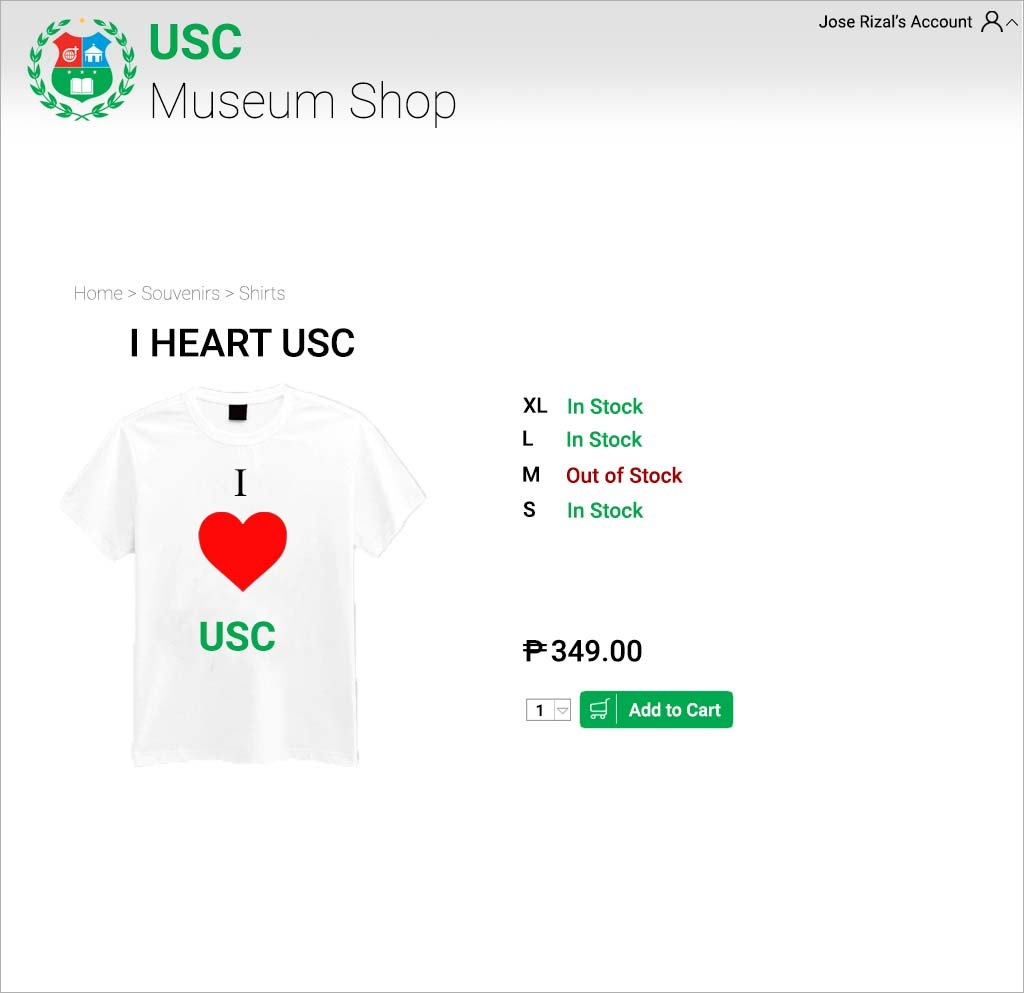 USC
Museum Shop
Jose Rizal’s Account
Home > Souvenirs > Shirts
I HEART USC
I
USC
XL In Stock
L In Stock
M Out of Stock
S In Stock
₱349.00
1
Add to Cart